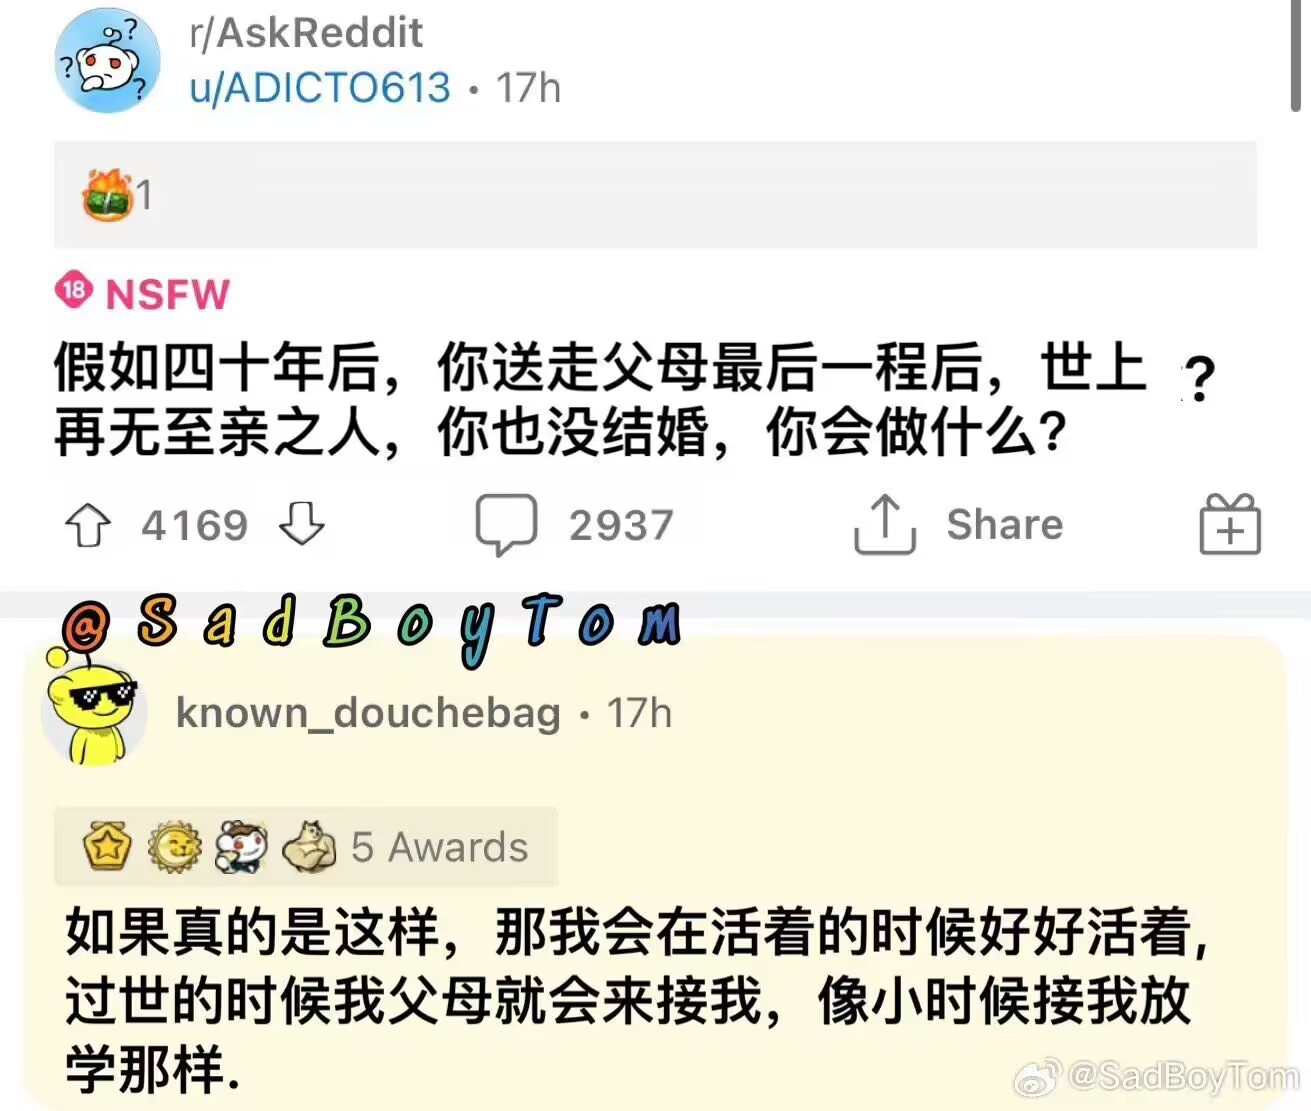 r/AskReddit
u/ADICTO613 • 17h
1
18 NSFW
假如四十年后，你送走父母最后一程后，世上 ?
再无至亲之人，你也没结婚，你会做什么?
4169 2937 Share
@SadBoyTom
known_douchebag • 17h
5 Awards
如果真的是这样，那我会在活着的时候好好活着,
过世的时候我父母就会来接我，像小时候接我放
学那样.
@SadBoyTom